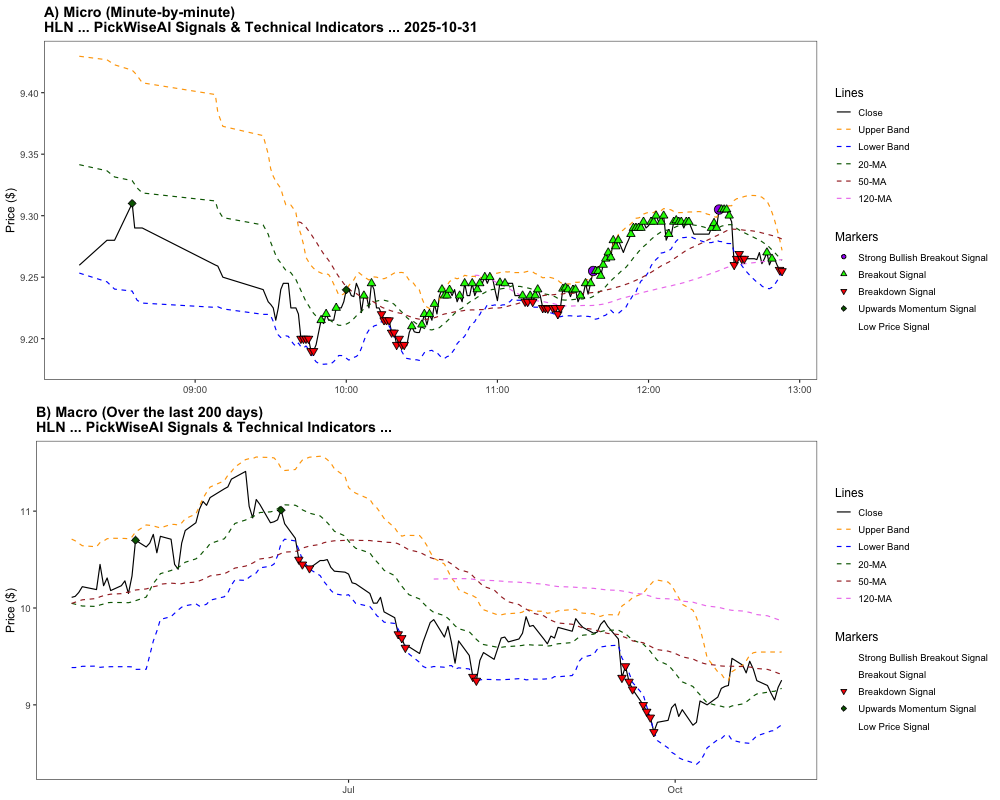 A) Micro (Minute-by-minute)
HLN ... PickWiseAI Signals & Technical Indicators ... 2025-10-31
Price ($)
9.40
9.35
9.30
9.25
9.20
09:00
10:00
11:00
12:00
13:00
Lines
Close
Upper Band
Lower Band
20-MA
50-MA
120-MA
Markers
Strong Bullish Breakout Signal
Breakout Signal
Breakdown Signal
Upwards Momentum Signal
Low Price Signal
B) Macro (Over the last 200 days)
HLN ... PickWiseAI Signals & Technical Indicators ...
Price ($)
11
10
9
Jul
Oct
Lines
Close
Upper Band
Lower Band
20-MA
50-MA
120-MA
Markers
Strong Bullish Breakout Signal
Breakout Signal
Breakdown Signal
Upwards Momentum Signal
Low Price Signal